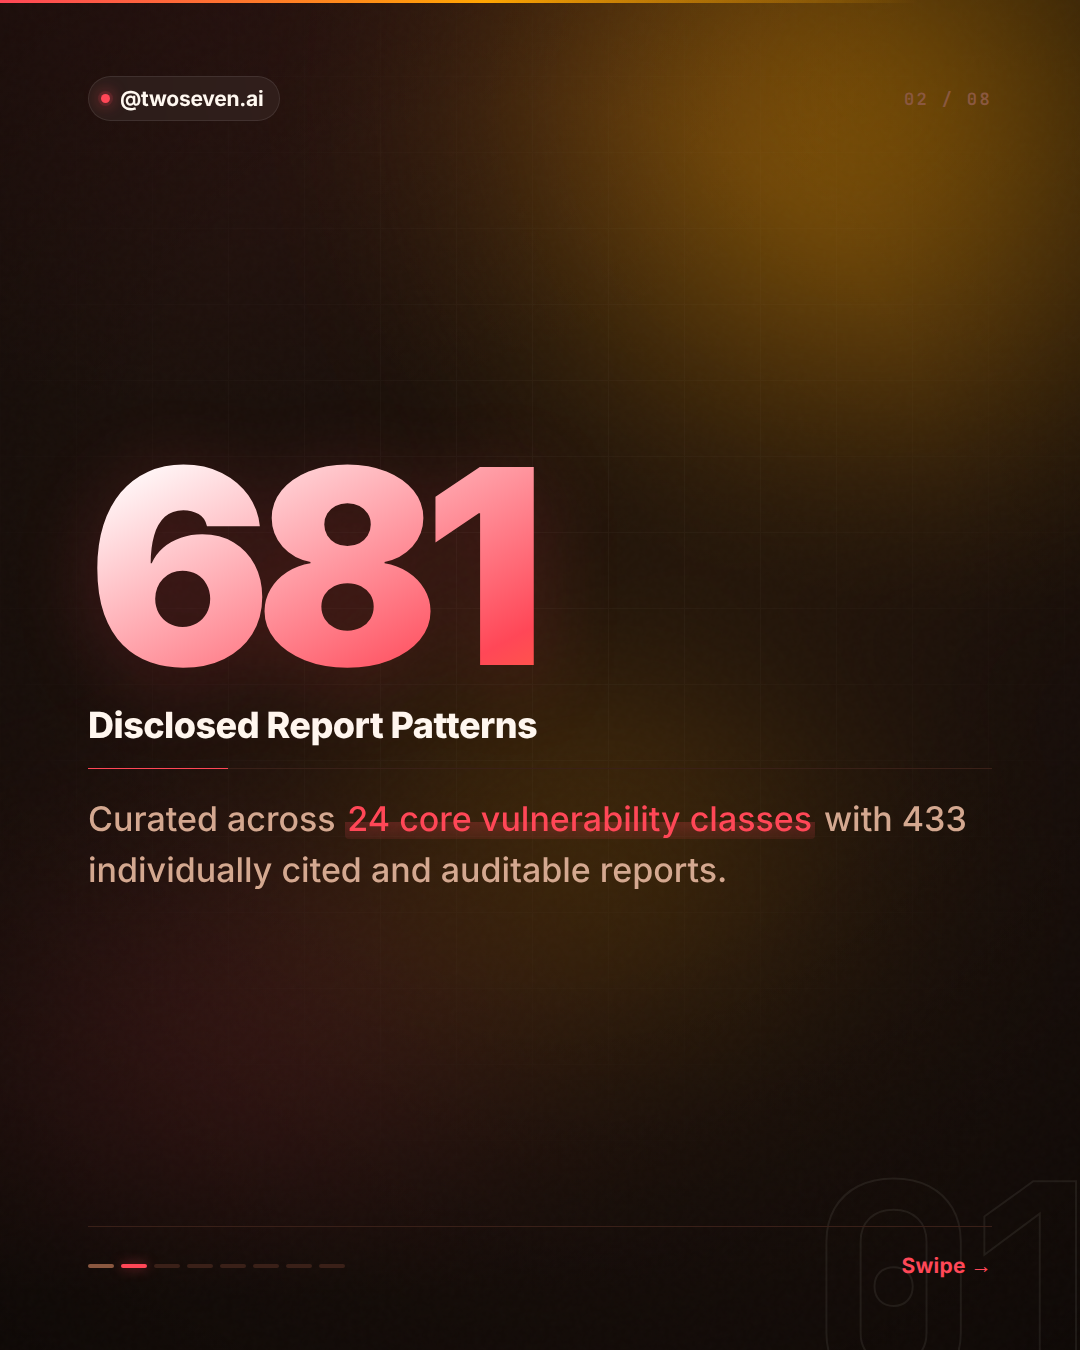 @twoseven.ai
02 / 08
681
Disclosed Report Patterns
Curated across 24 core vulnerability classes with 433
individually cited and auditable reports.
01
Swipe →